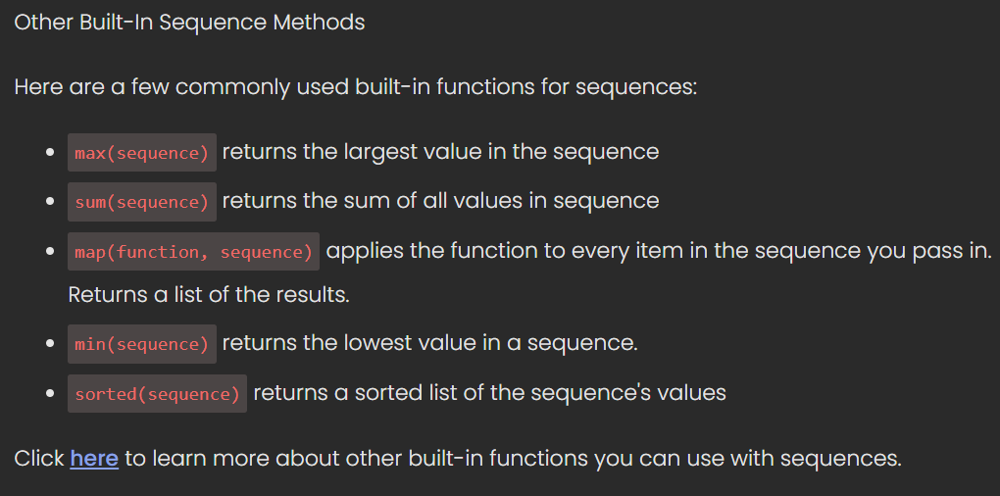 Other Built-In Sequence Methods
Here are a few commonly used built-in functions for sequences:
max(sequence) returns the largest value in the sequence
sum(sequence) returns the sum of all values in sequence
map(function, sequence) applies the function to every item in the sequence you pass in.
Returns a list of the results.
min(sequence) returns the lowest value in a sequence.
sorted(sequence) returns a sorted list of the sequence's values
Click here to learn more about other built-in functions you can use with sequences.